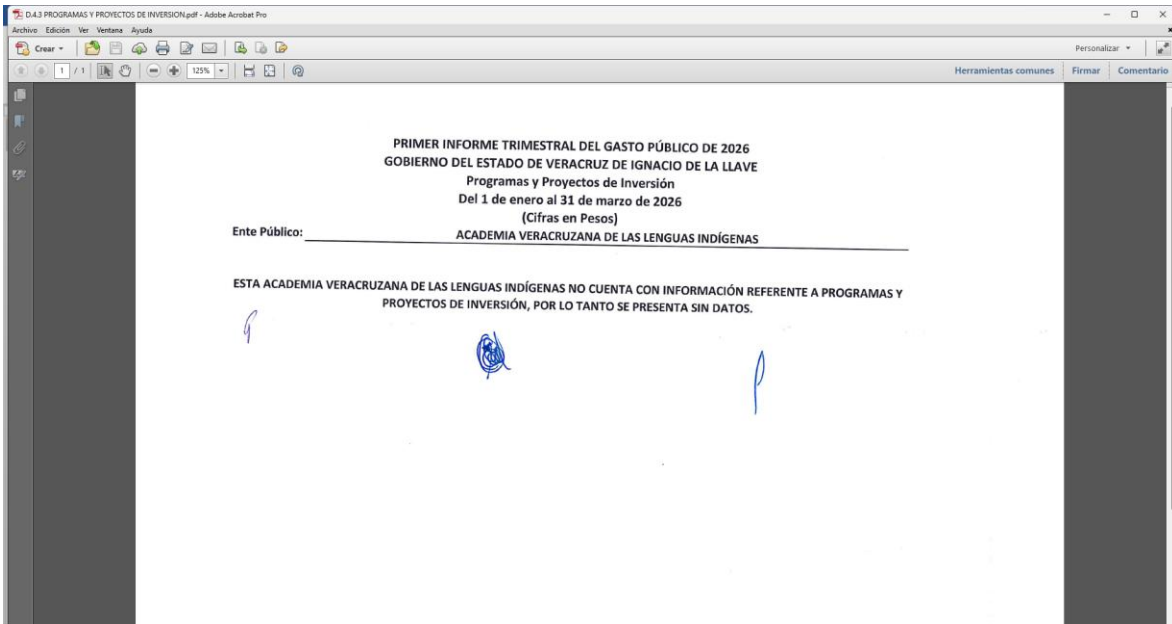 D.4.3 PROGRAMAS Y PROYECTOS DE INVERSION.pdf - Adobe Acrobat Pro
Archivo Edición Ver Ventana Ayuda
Crear
Personalizar
1 / 1 125%
Herramientas comunes Firmar Comentario
PRIMER INFORME TRIMESTRAL DEL GASTO PÚBLICO DE 2026
GOBIERNO DEL ESTADO DE VERACRUZ DE IGNACIO DE LA LLAVE
Programas y Proyectos de Inversión
Del 1 de enero al 31 de marzo de 2026
(Cifras en Pesos)
Ente Público: ACADEMIA VERACRUZANA DE LAS LENGUAS INDÍGENAS
ESTA ACADEMIA VERACRUZANA DE LAS LENGUAS INDÍGENAS NO CUENTA CON INFORMACIÓN REFERENTE A PROGRAMAS Y
PROYECTOS DE INVERSIÓN, POR LO TANTO SE PRESENTA SIN DATOS.